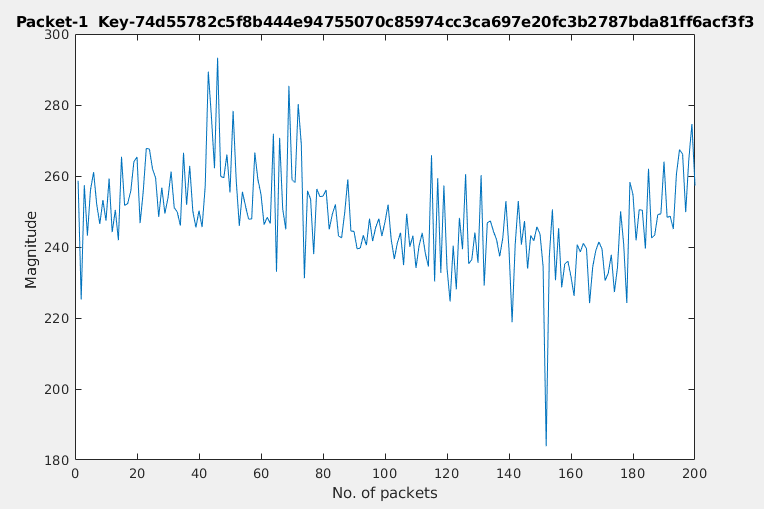 Packet-1 Key-74d55782c5f8b444e94755070c85974cc3ca697e20fc3b2787bda81ff6acf3f3
300
280
260
240
220
200
180
Magnitude
0 20 40 60 80 100 120 140 160 180 200
No. of packets